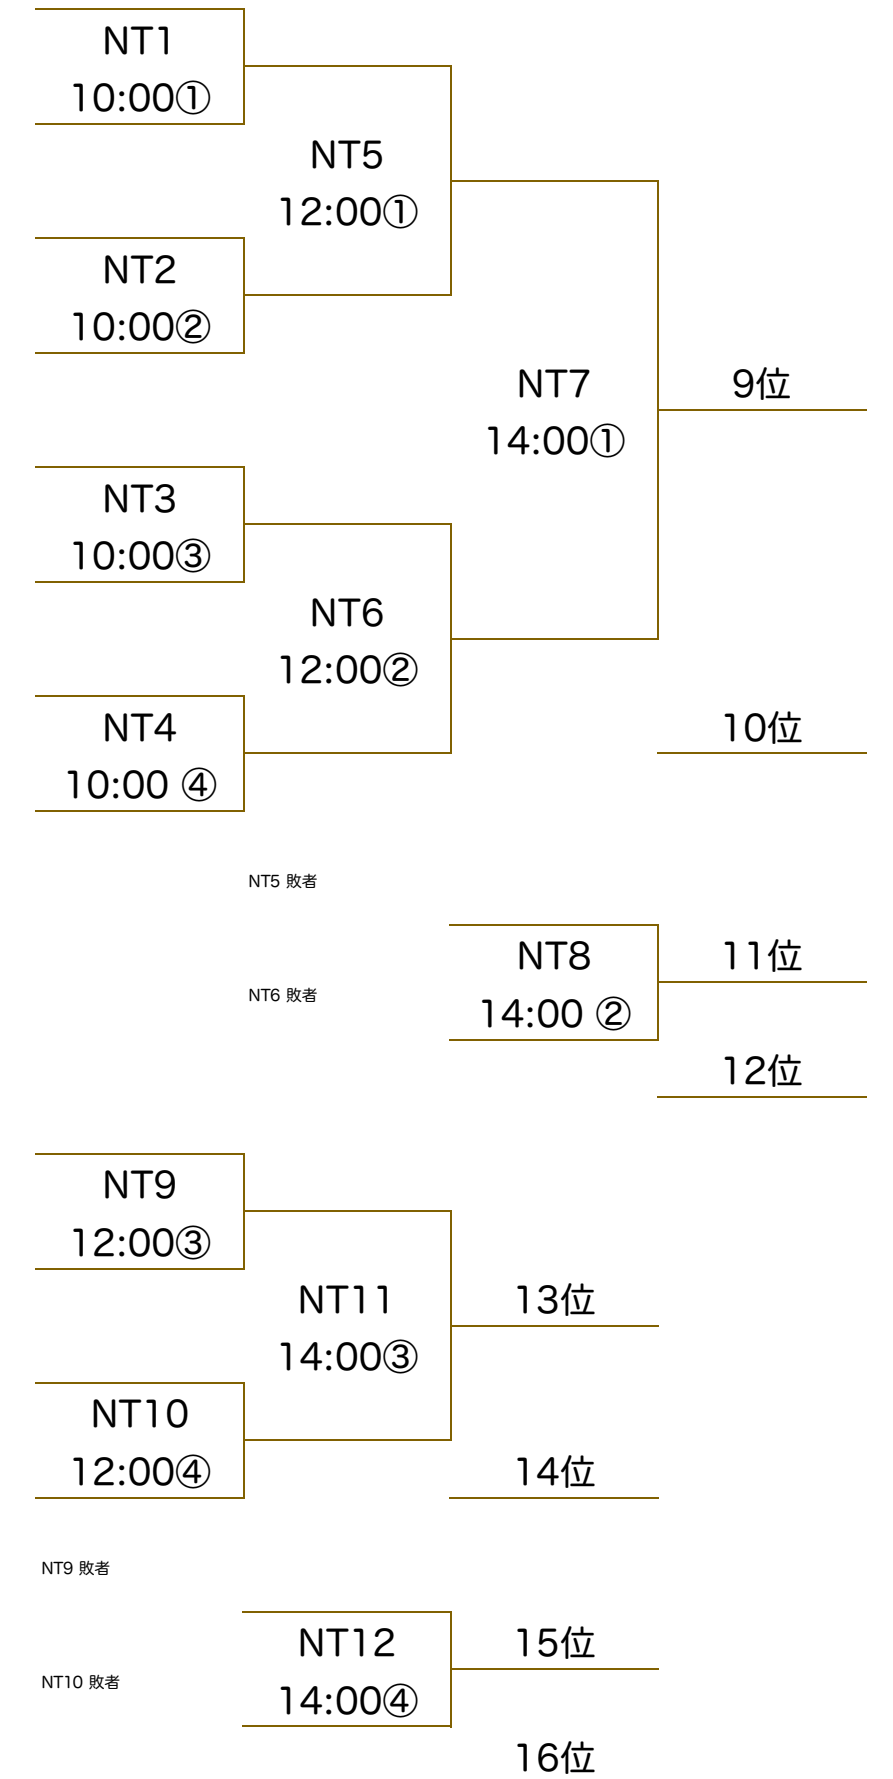 NT1
10:00①
NT5
12:00①
NT2
10:00②
NT7
14:00①
9位
NT3
10:00③
NT6
12:00②
NT4
10:00 ④
10位
NT5 敗者
NT8
14:00 ②
11位
NT6 敗者
12位
NT9
12:00③
NT11
14:00③
13位
NT10
12:00④
14位
NT9 敗者
NT12
14:00④
15位
NT10 敗者
16位